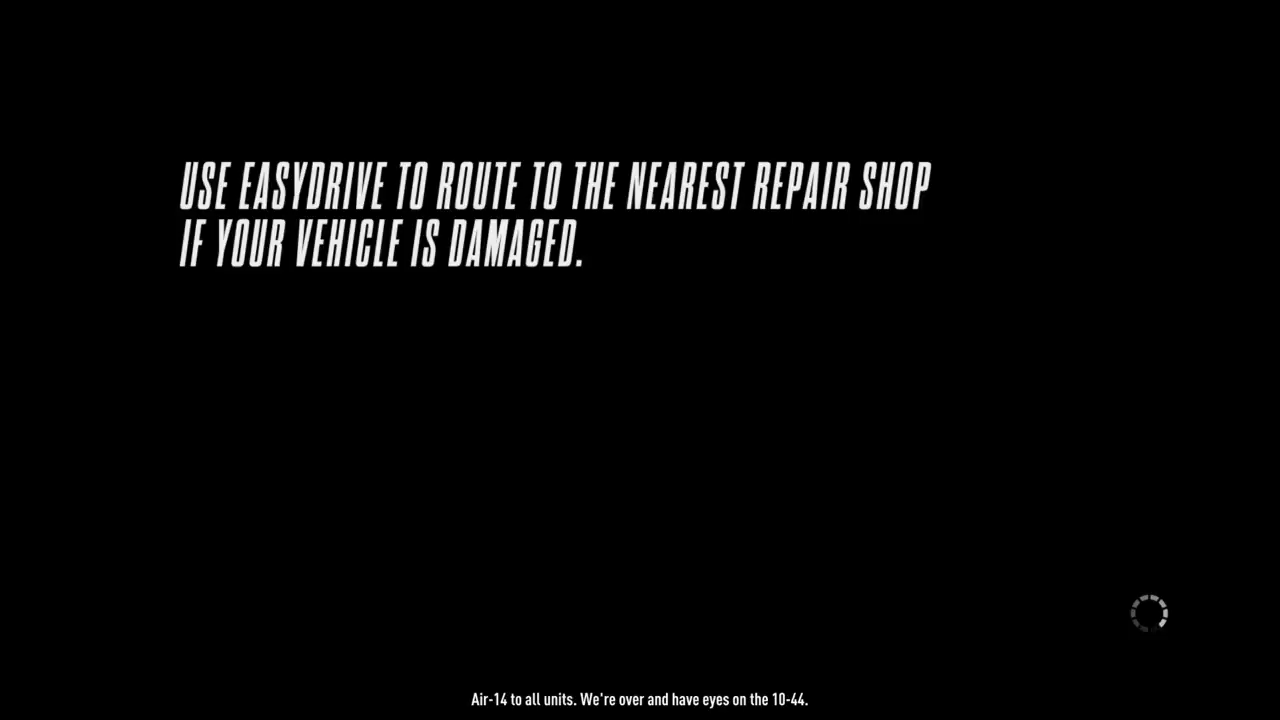 USE EASYDRIVE TO ROUTE TO THE NEAREST REPAIR SHOP
IF YOUR VEHICLE IS DAMAGED.
Air-14 to all units. We're over and have eyes on the 10-44.